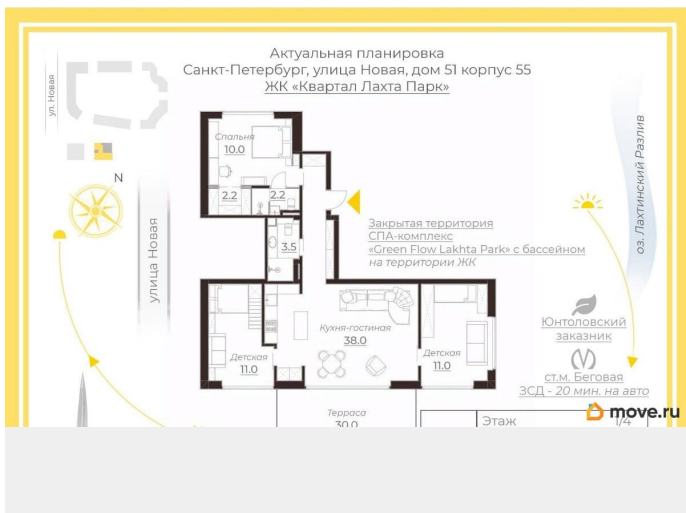 Актуальная планировка
Санкт-Петербург, улица Новая, дом 51 корпус 55
ЖК «Квартал Лахта Парк»
ул. Новая
N
улица Новая
оз. Лахтинский Разлив
Спальня
10.0
2.2
2.2
3.5
Закрытая территория
СПА-комплекс
«Green Flow Lakhta Park» с бассейном
на территории ЖК
Юнтоловский
заказник
ст.м. Беговая
ЗСД - 20 мин. на авто
Кухня-гостиная
38.0
Детская
11.0
Детская
11.0
Терраса
30.0
Этаж 1/4
move.ru